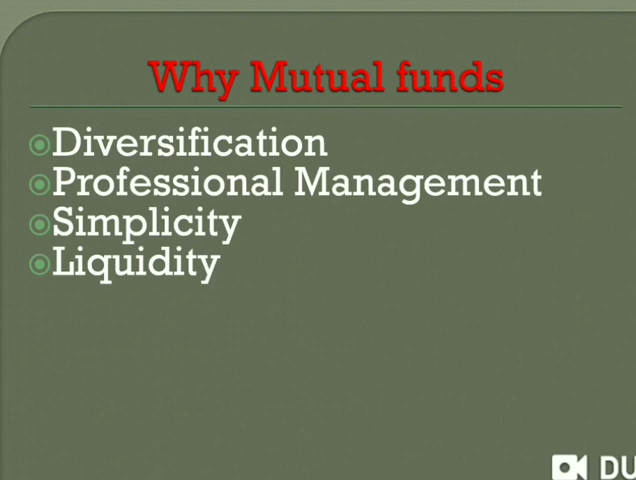 Why Mutual funds
Diversification
Professional Management
Simplicity
Liquidity
DU